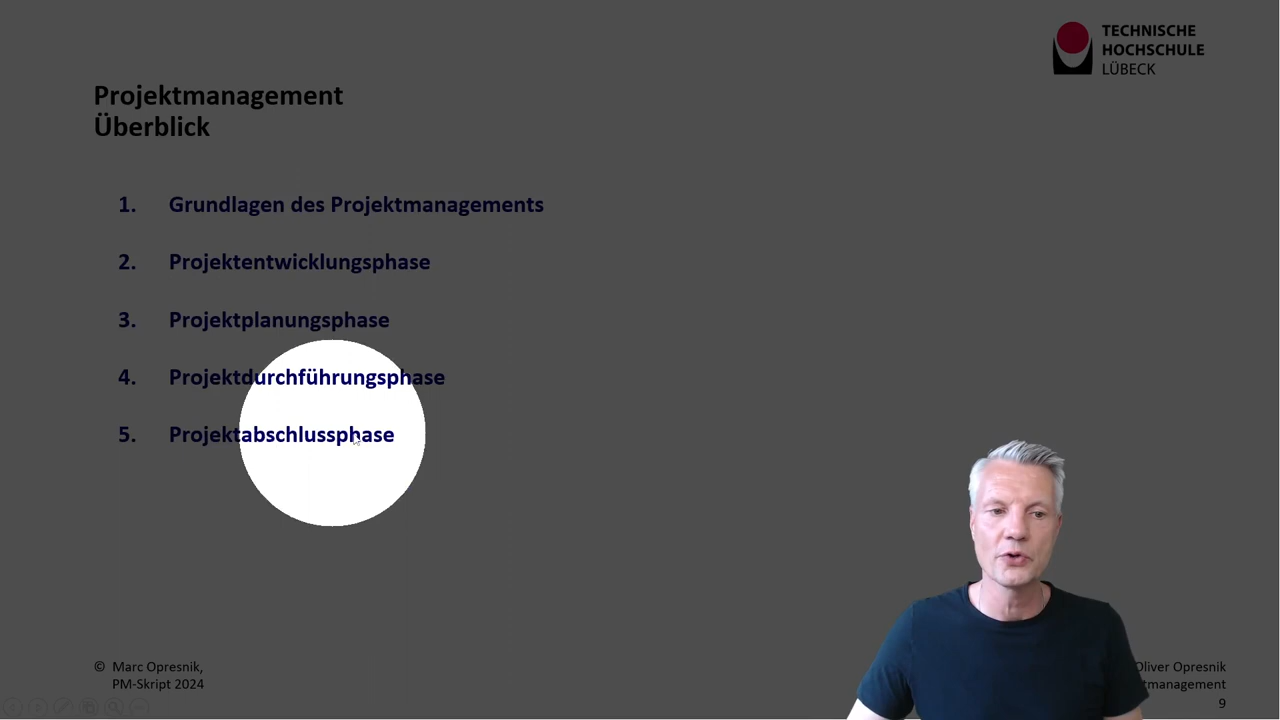 TECHNISCHE
HOCHSCHULE
LÜBECK
Projektmanagement
Überblick
1. Grundlagen des Projektmanagements
2. Projektentwicklungsphase
3. Projektplanungsphase
4. Projektdurchführungsphase
5. Projektabschlussphase
© Marc Opresnik,
PM-Skript 2024
Oliver Opresnik
tmanagement
9